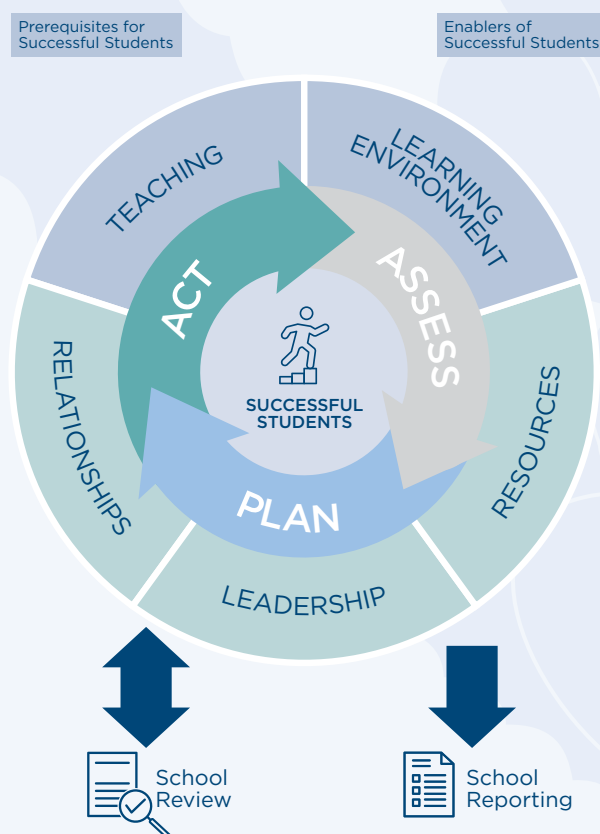 Prerequisites for
Successful Students
Enablers of
Successful Students
TEACHING
LEARNING
ENVIRONMENT
ACT
ASSESS
SUCCESSFUL
STUDENTS
RELATIONSHIPS
RESOURCES
PLAN
LEADERSHIP
School
Review
School
Reporting